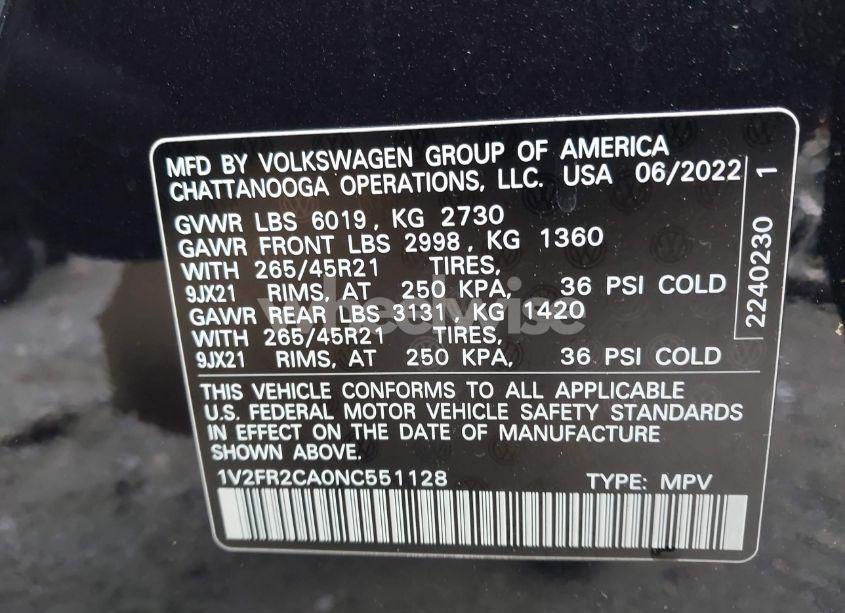 MFD BY VOLKSWAGEN GROUP OF AMERICA
CHATTANOOGA OPERATIONS, LLC. USA 06/2022
GVWR LBS 6019, KG 2730
GAWR FRONT LBS 2998, KG 1360
WITH 265/45R21 TIRES,
9JX21 RIMS, AT 250 KPA, 36 PSI COLD
GAWR REAR LBS 3131, KG 1420
WITH 265/45R21 TIRES,
9JX21 RIMS, AT 250 KPA, 36 PSI COLD
THIS VEHICLE CONFORMS TO ALL APPLICABLE
U.S. FEDERAL MOTOR VEHICLE SAFETY STANDARDS
IN EFFECT ON THE DATE OF MANUFACTURE
SHOWN ABOVE.
1V2FR2CA0NC551128 TYPE: MPV
2240230 1
wheelwise